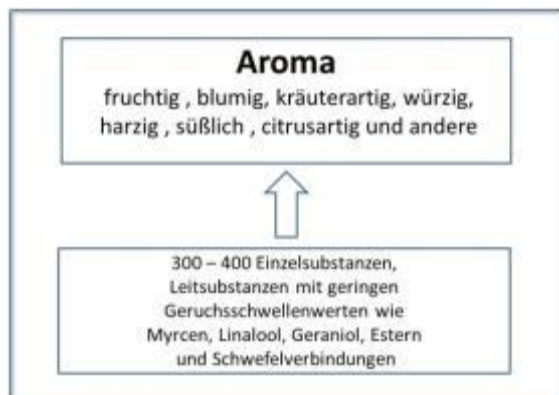 Aroma
fruchtig , blumig, kräuterartig, würzig,
harzig , süßlich , citrusartig und andere
300 – 400 Einzelsubstanzen,
Leitsubstanzen mit geringen
Geruchsschwellenwerten wie
Myrcen, Linalool, Geraniol, Estern
und Schwefelverbindungen